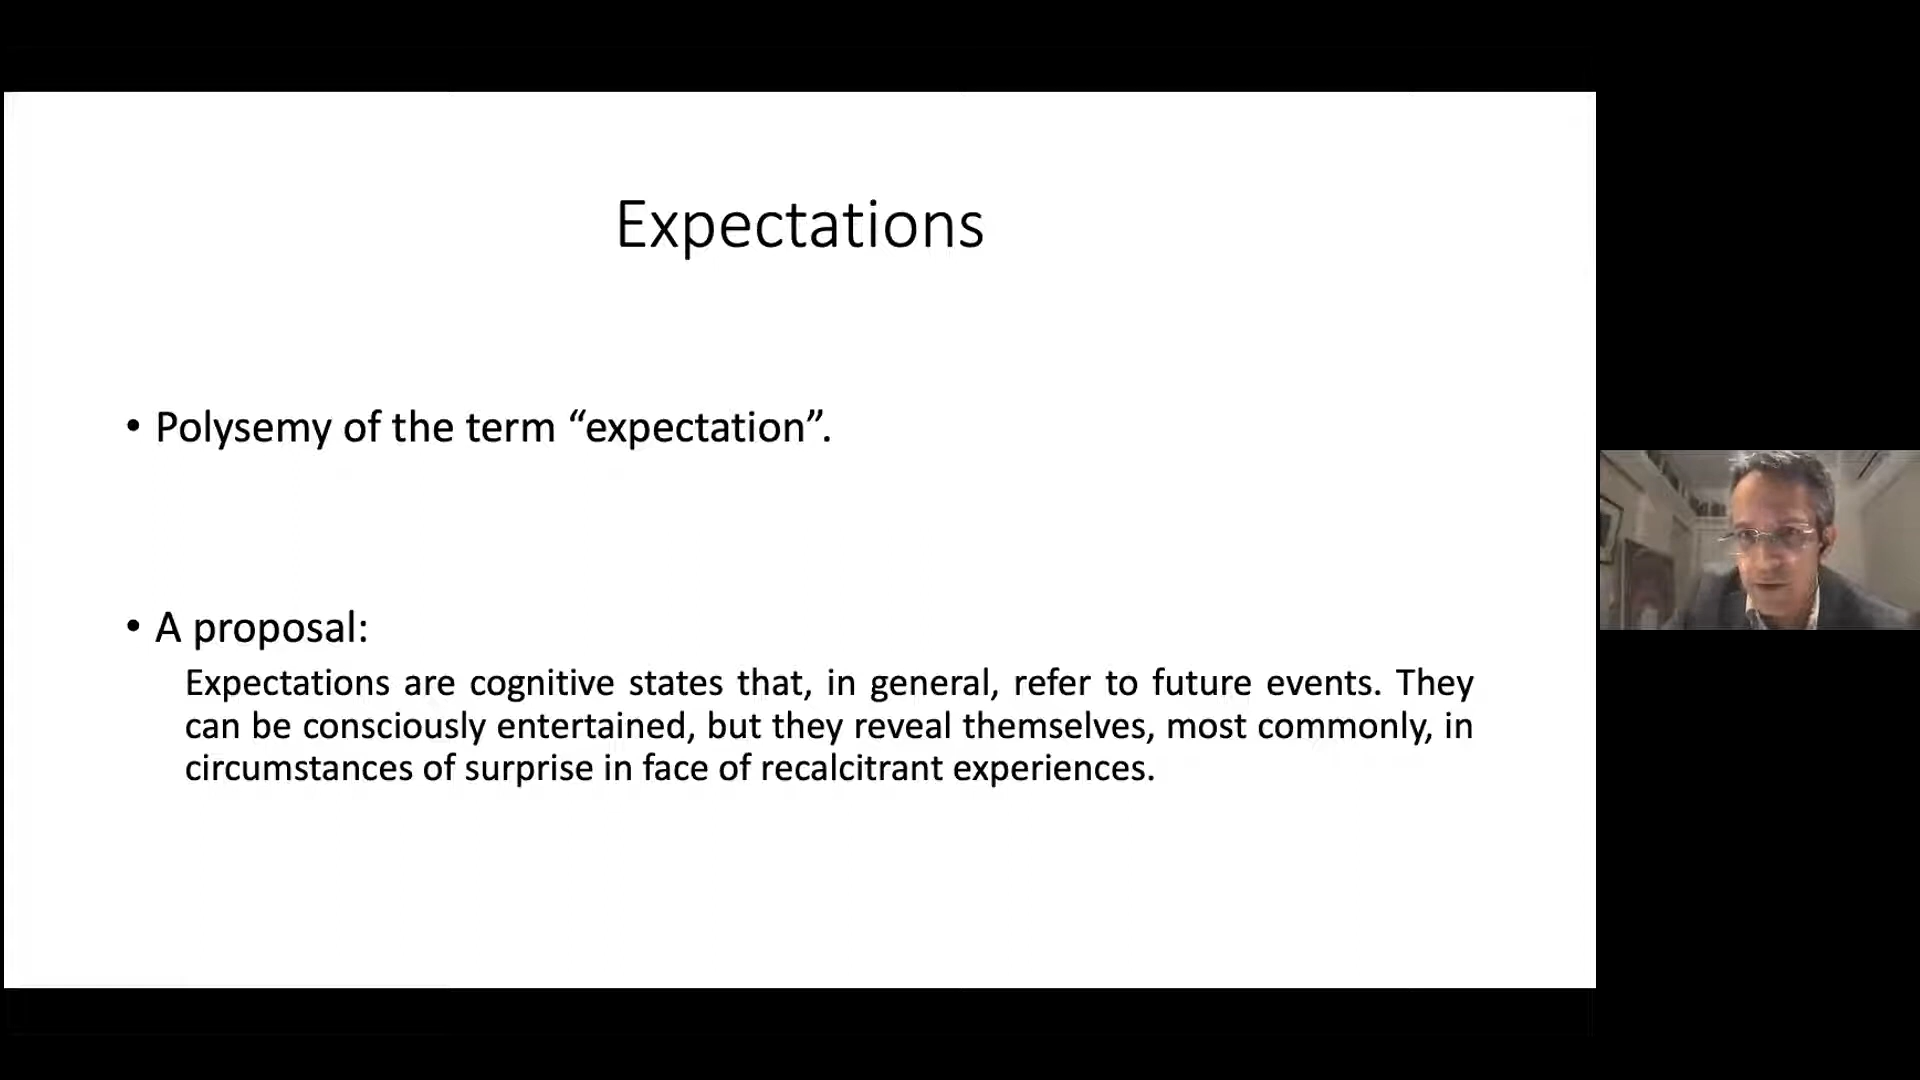 Expectations
• Polysemy of the term “expectation”.
• A proposal:
Expectations are cognitive states that, in general, refer to future events. They
can be consciously entertained, but they reveal themselves, most commonly, in
circumstances of surprise in face of recalcitrant experiences.